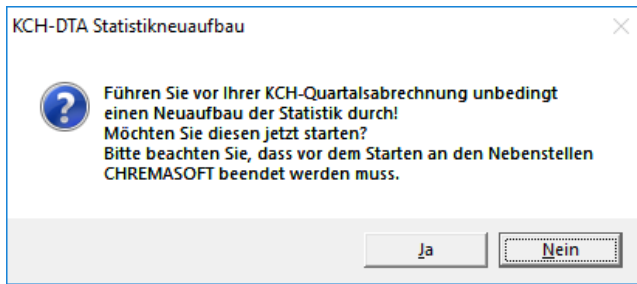 KCH-DTA Statistikneuaufbau
Führen Sie vor Ihrer KCH-Quartalsabrechnung unbedingt
einen Neuaufbau der Statistik durch!
Möchten Sie diesen jetzt starten?
Bitte beachten Sie, dass vor dem Starten an den Nebenstellen
CHREMASOFT beendet werden muss.
Ja
Nein